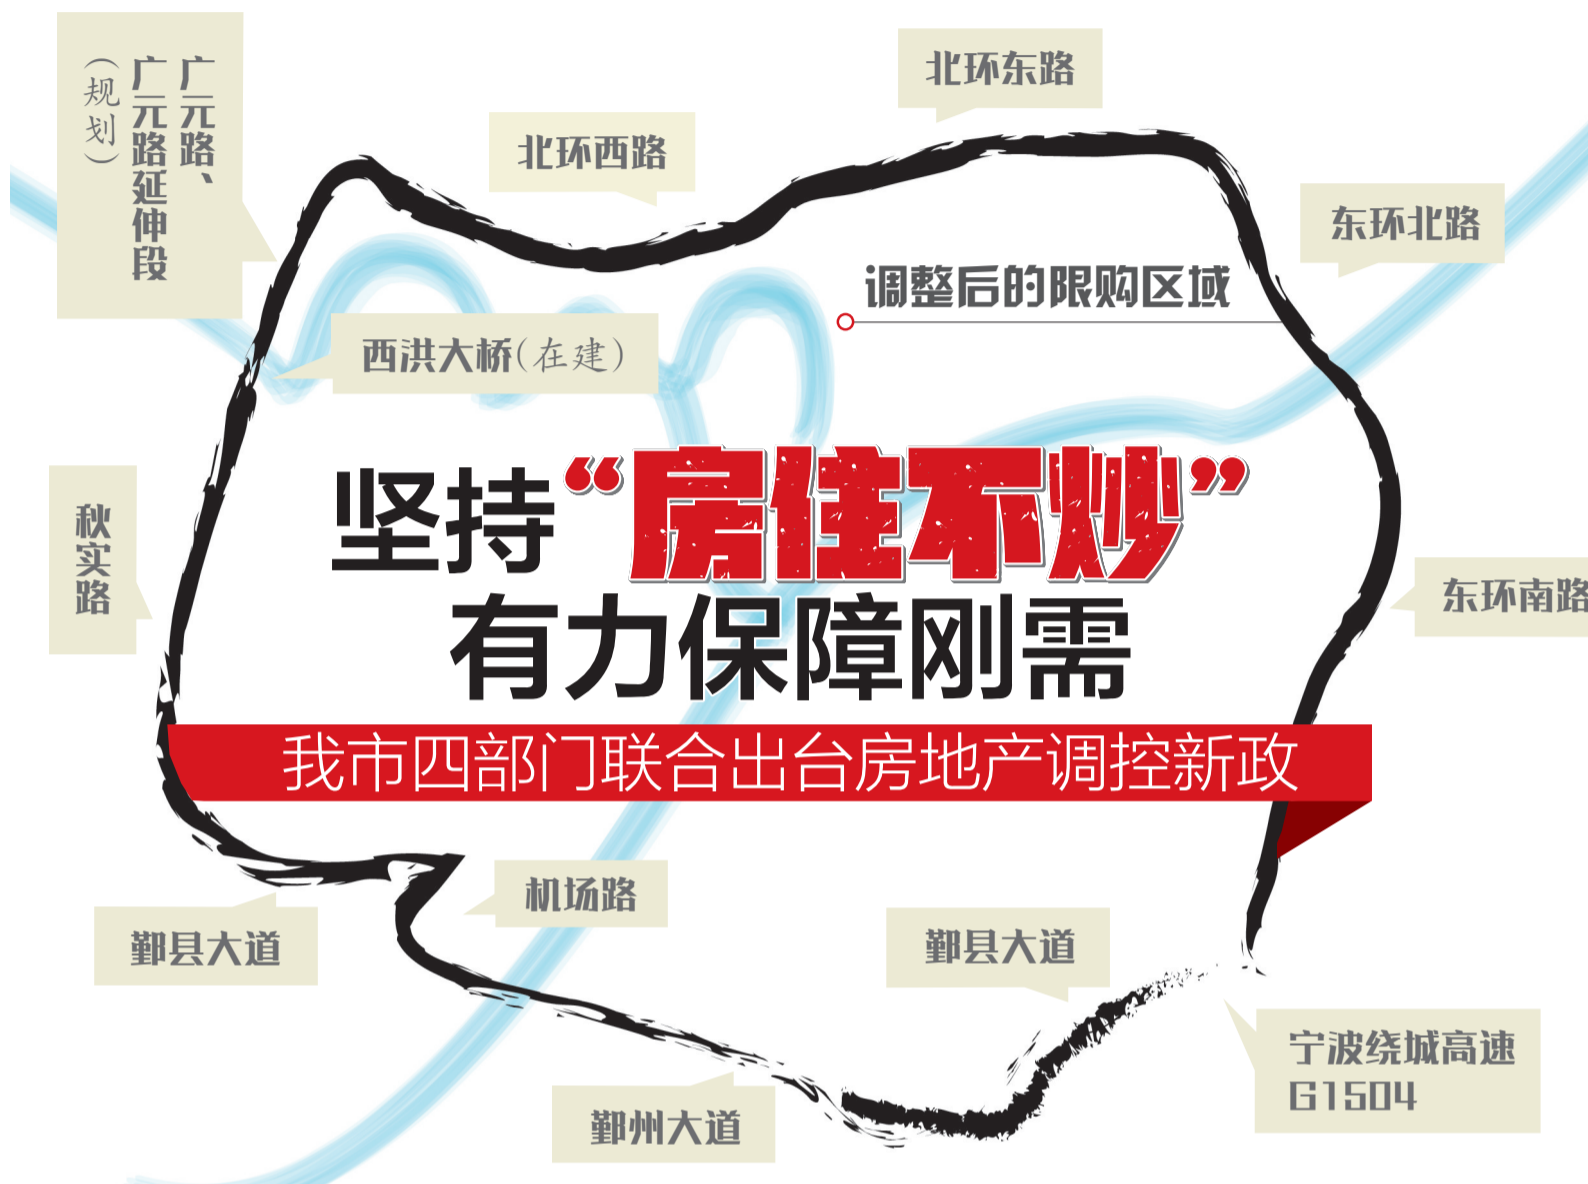 广元路、
广元路延伸段
（规划）
北环西路
北环东路
东环北路
调整后的限购区域
西洪大桥（在建）
坚持“房住不炒”
有力保障刚需
秋实路
东环南路
我市四部门联合出台房地产调控新政
机场路
鄞县大道
鄞县大道
宁波绕城高速
G1504
鄞州大道